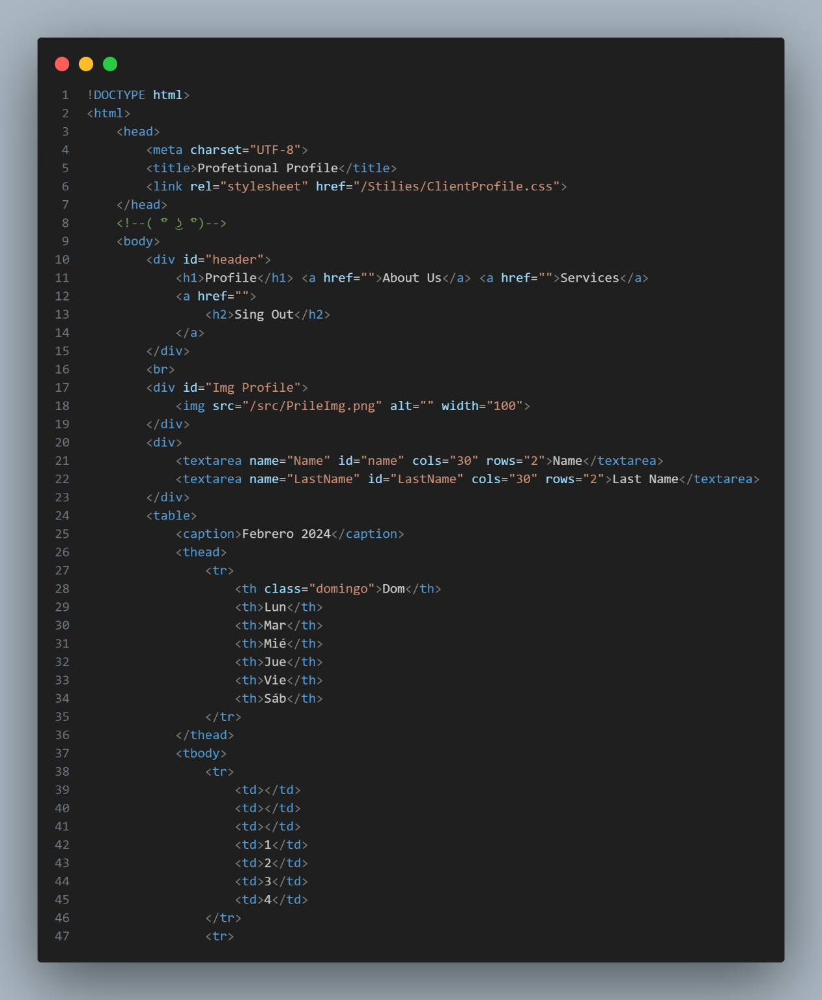 1 !DOCTYPE html>
2 <html>
3 <head>
4 <meta charset="UTF-8">
5 <title>Profetional Profile</title>
6 <link rel="stylesheet" href="/Stilies/ClientProfile.css">
7 </head>
8 <!--( ͡° ͜ʖ ͡°)-->
9 <body>
10 <div id="header">
11 <h1>Profile</h1> <a href="">About Us</a> <a href="">Services</a>
12 <a href="">
13 <h2>Sing Out</h2>
14 </a>
15 </div>
16 <br>
17 <div id="Img Profile">
18 <img src="/src/PrileImg.png" alt="" width="100">
19 </div>
20 <div>
21 <textarea name="Name" id="name" cols="30" rows="2">Name</textarea>
22 <textarea name="LastName" id="LastName" cols="30" rows="2">Last Name</textarea>
23 </div>
24 <table>
25 <caption>Febrero 2024</caption>
26 <thead>
27 <tr>
28 <th class="domingo">Dom</th>
29 <th>Lun</th>
30 <th>Mar</th>
31 <th>Mié</th>
32 <th>Jue</th>
33 <th>Vie</th>
34 <th>Sáb</th>
35 </tr>
36 </thead>
37 <tbody>
38 <tr>
39 <td></td>
40 <td></td>
41 <td></td>
42 <td>1</td>
43 <td>2</td>
44 <td>3</td>
45 <td>4</td>
46 </tr>
47 <tr>